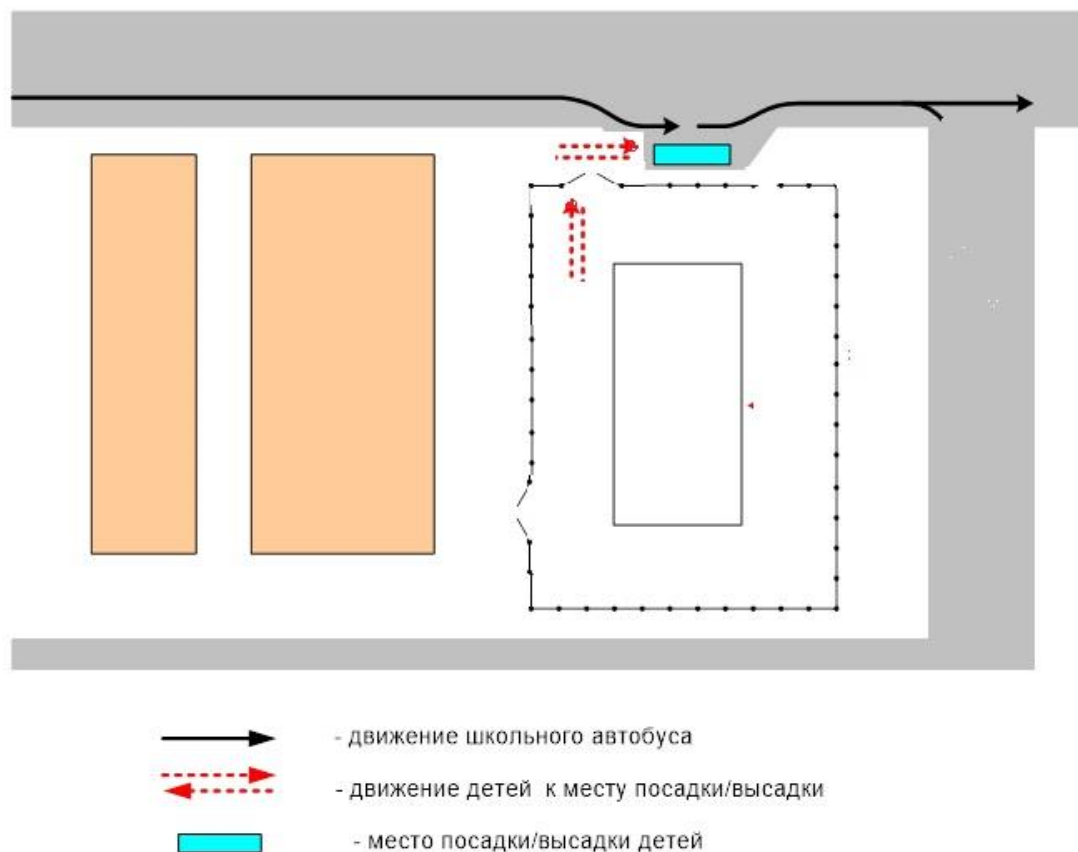 - движение школьного автобуса
- движение детей к месту посадки/высадки
- место посадки/высадки детей